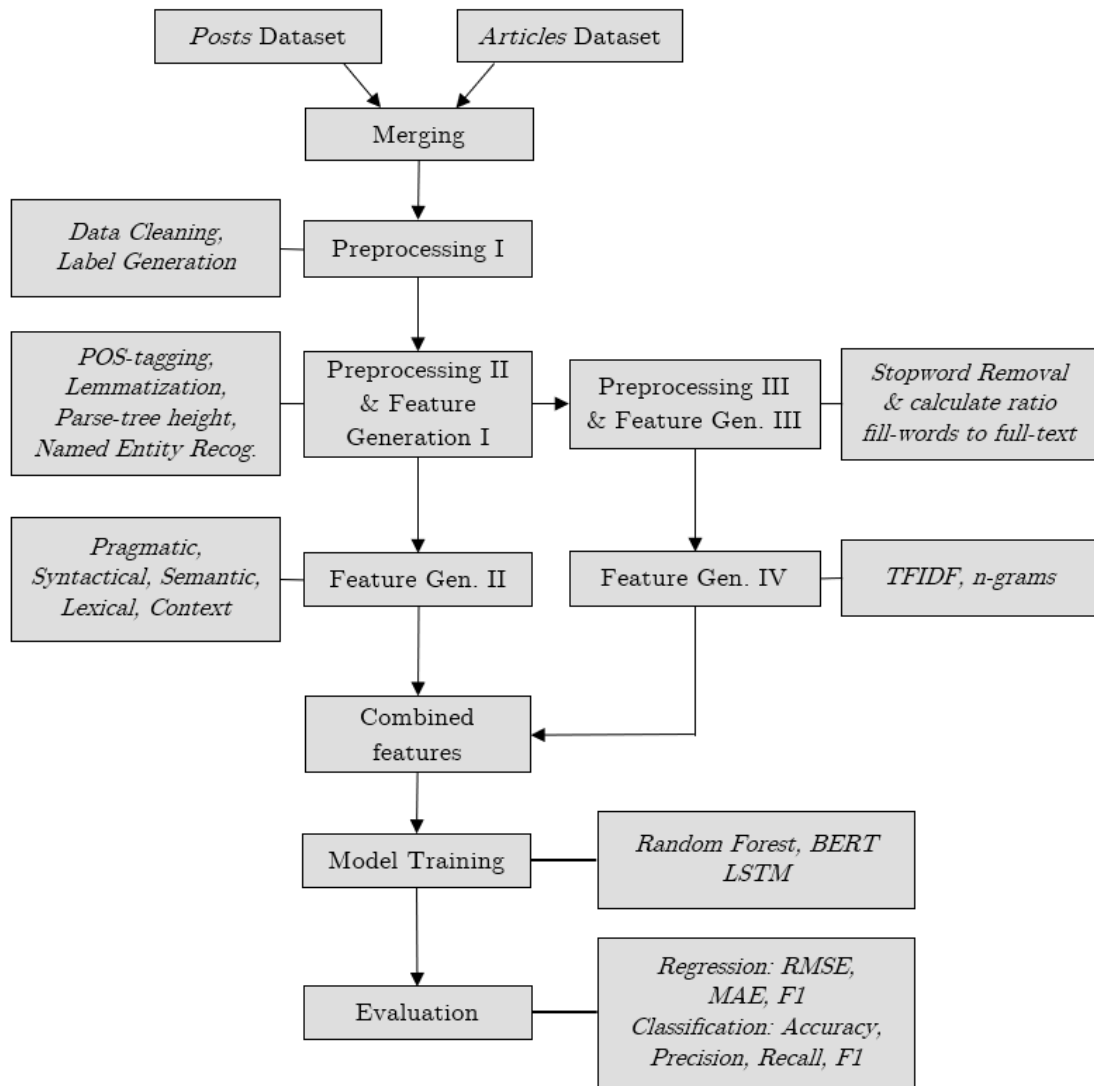 Posts Dataset
Articles Dataset
Merging
Data Cleaning,
Label Generation
Preprocessing I
POS-tagging,
Lemmatization,
Parse-tree height,
Named Entity Recog.
Preprocessing II
& Feature
Generation I
Preprocessing III
& Feature Gen. III
Stopword Removal
& calculate ratio
fill-words to full-text
Pragmatic,
Syntactical, Semantic,
Lexical, Context
Feature Gen. II
Feature Gen. IV
TFIDF, n-grams
Combined
features
Model Training
Random Forest, BERT
LSTM
Evaluation
Regression: RMSE,
MAE, F1
Classification: Accuracy,
Precision, Recall, F1